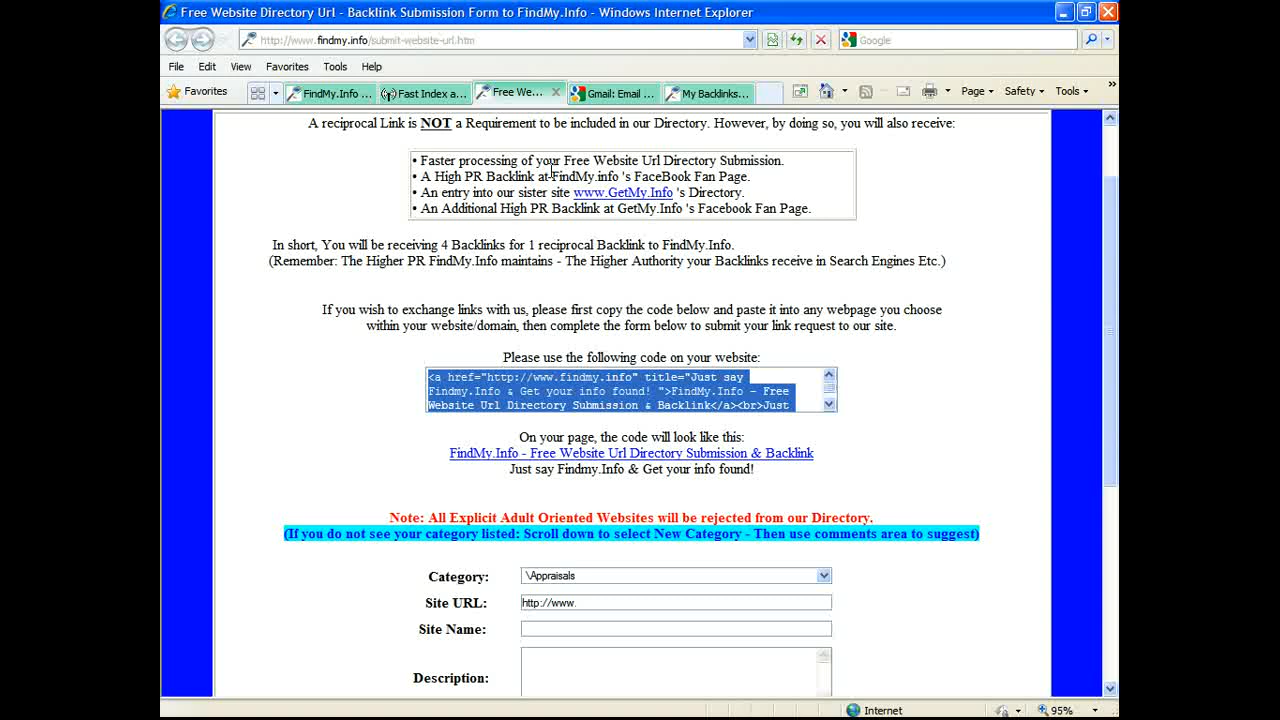 Free Website Directory Url - Backlink Submission Form to FindMy.Info - Windows Internet Explorer
http://www.findmy.info/submit-website-url.htm
Google
File Edit View Favorites Tools Help
Favorites
FindMy.Info ...
Fast Index a...
Free We...
Gmail: Email ...
My Backlinks...
Page
Safety
Tools
»
A reciprocal Link is NOT a Requirement to be included in our Directory. However, by doing so, you will also receive:
• Faster processing of your Free Website Url Directory Submission.
• A High PR Backlink at FindMy.info 's FaceBook Fan Page.
• An entry into our sister site www.GetMy.Info 's Directory.
• An Additional High PR Backlink at GetMy.Info 's Facebook Fan Page.
In short, You will be receiving 4 Backlinks for 1 reciprocal Backlink to FindMy.Info.
(Remember: The Higher PR FindMy.Info maintains - The Higher Authority your Backlinks receive in Search Engines Etc.)
If you wish to exchange links with us, please first copy the code below and paste it into any webpage you choose
within your website/domain, then complete the form below to submit your link request to our site.
Please use the following code on your website:
<a href="http://www.findmy.info" title="Just say
Findmy.Info & Get your info found! ">FindMy.Info - Free
Website Url Directory Submission & Backlink</a><br>Just
On your page, the code will look like this:
FindMy.Info - Free Website Url Directory Submission & Backlink
Just say Findmy.Info & Get your info found!
Note: All Explicit Adult Oriented Websites will be rejected from our Directory.
(If you do not see your category listed: Scroll down to select New Category - Then use comments area to suggest)
Category: \Appraisals
Site URL: http://www.
Site Name:
Description:
Internet
95%